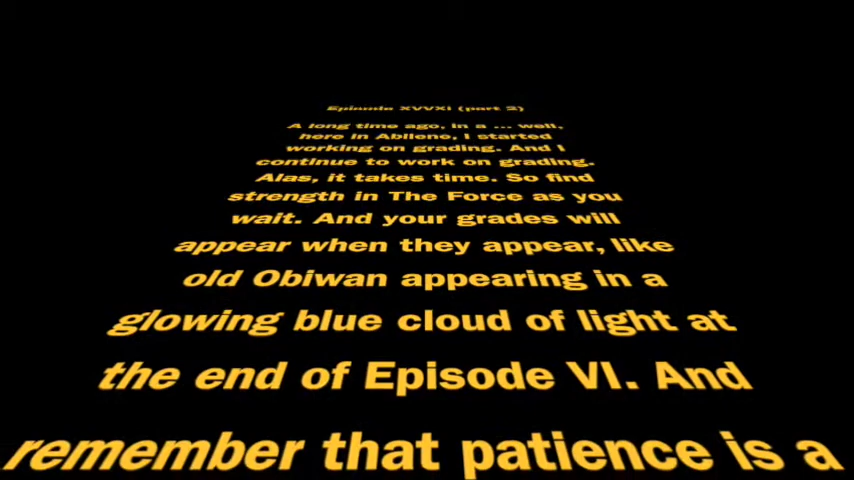 Episode XVVXI (part 2)
A long time ago, in a ... well,
here in Abilene, I started
working on grading. And I
continue to work on grading.
Alas, it takes time. So find
strength in The Force as you
wait. And your grades will
appear when they appear, like
old Obiwan appearing in a
glowing blue cloud of light at
the end of Episode VI. And
remember that patience is a